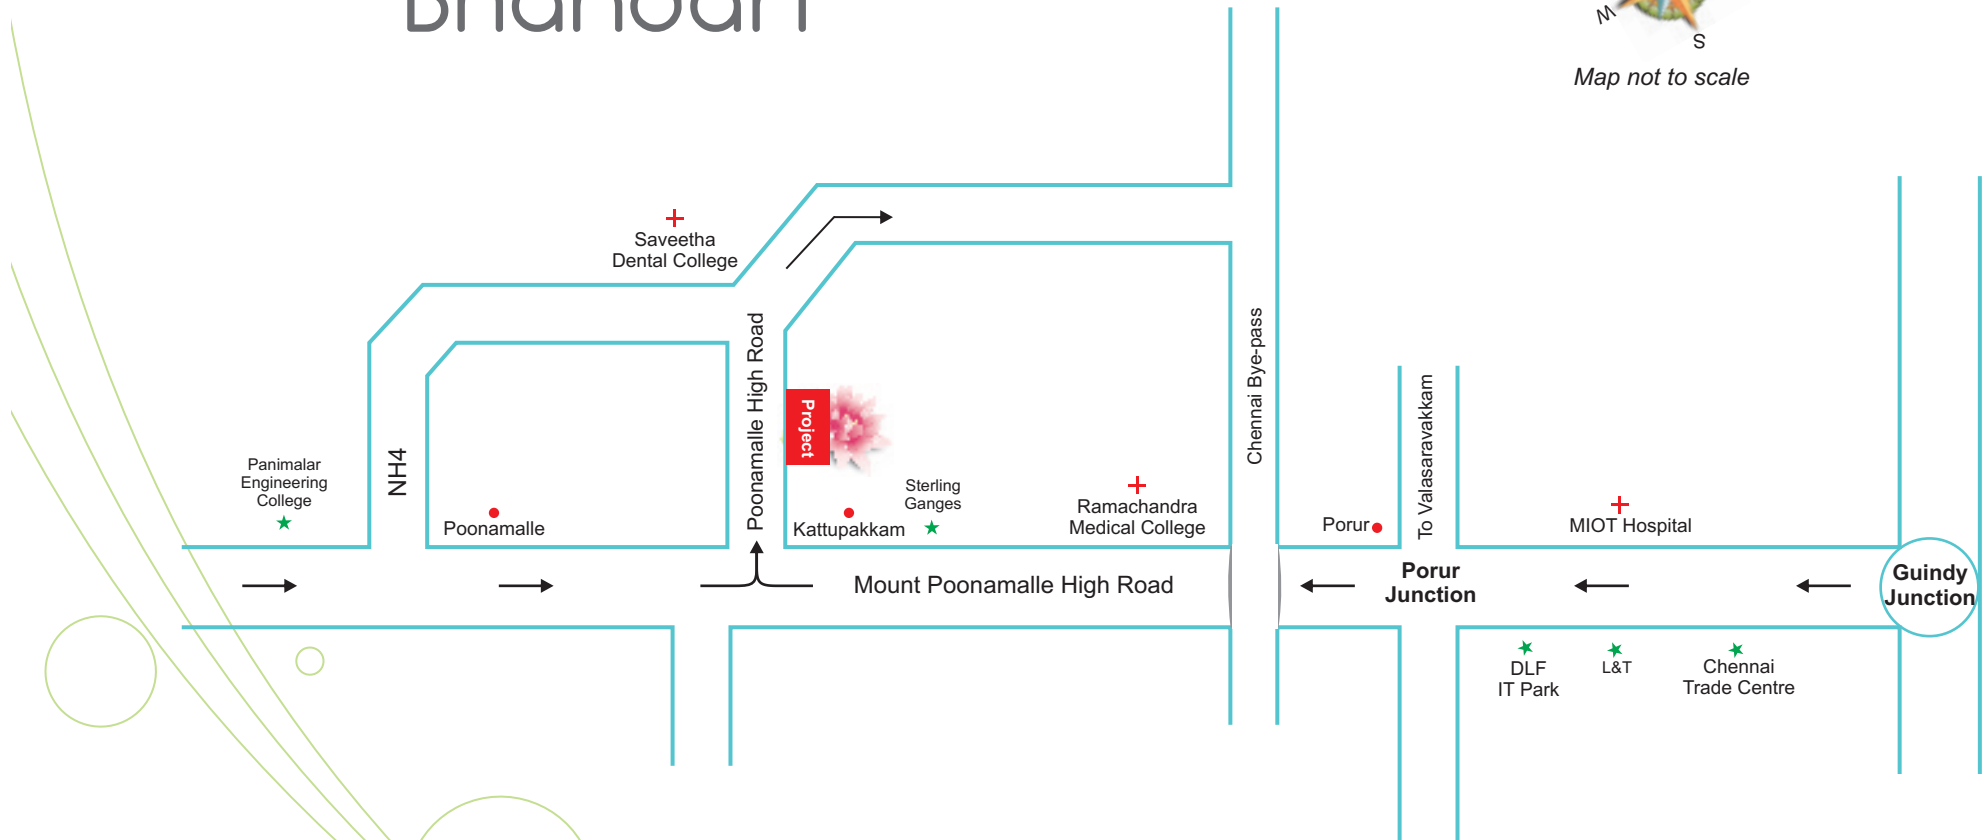 W
S
Map not to scale
Saveetha
Dental College
Poonamalle High Road
Project
Chennai Bye-pass
To Valasaravakkam
NH4
Panimalar
Engineering
College
Poonamalle
Kattupakkam
Sterling
Ganges
Ramachandra
Medical College
Porur
MIOT Hospital
Mount Poonamalle High Road
Porur
Junction
Guindy
Junction
DLF
IT Park
L&T
Chennai
Trade Centre